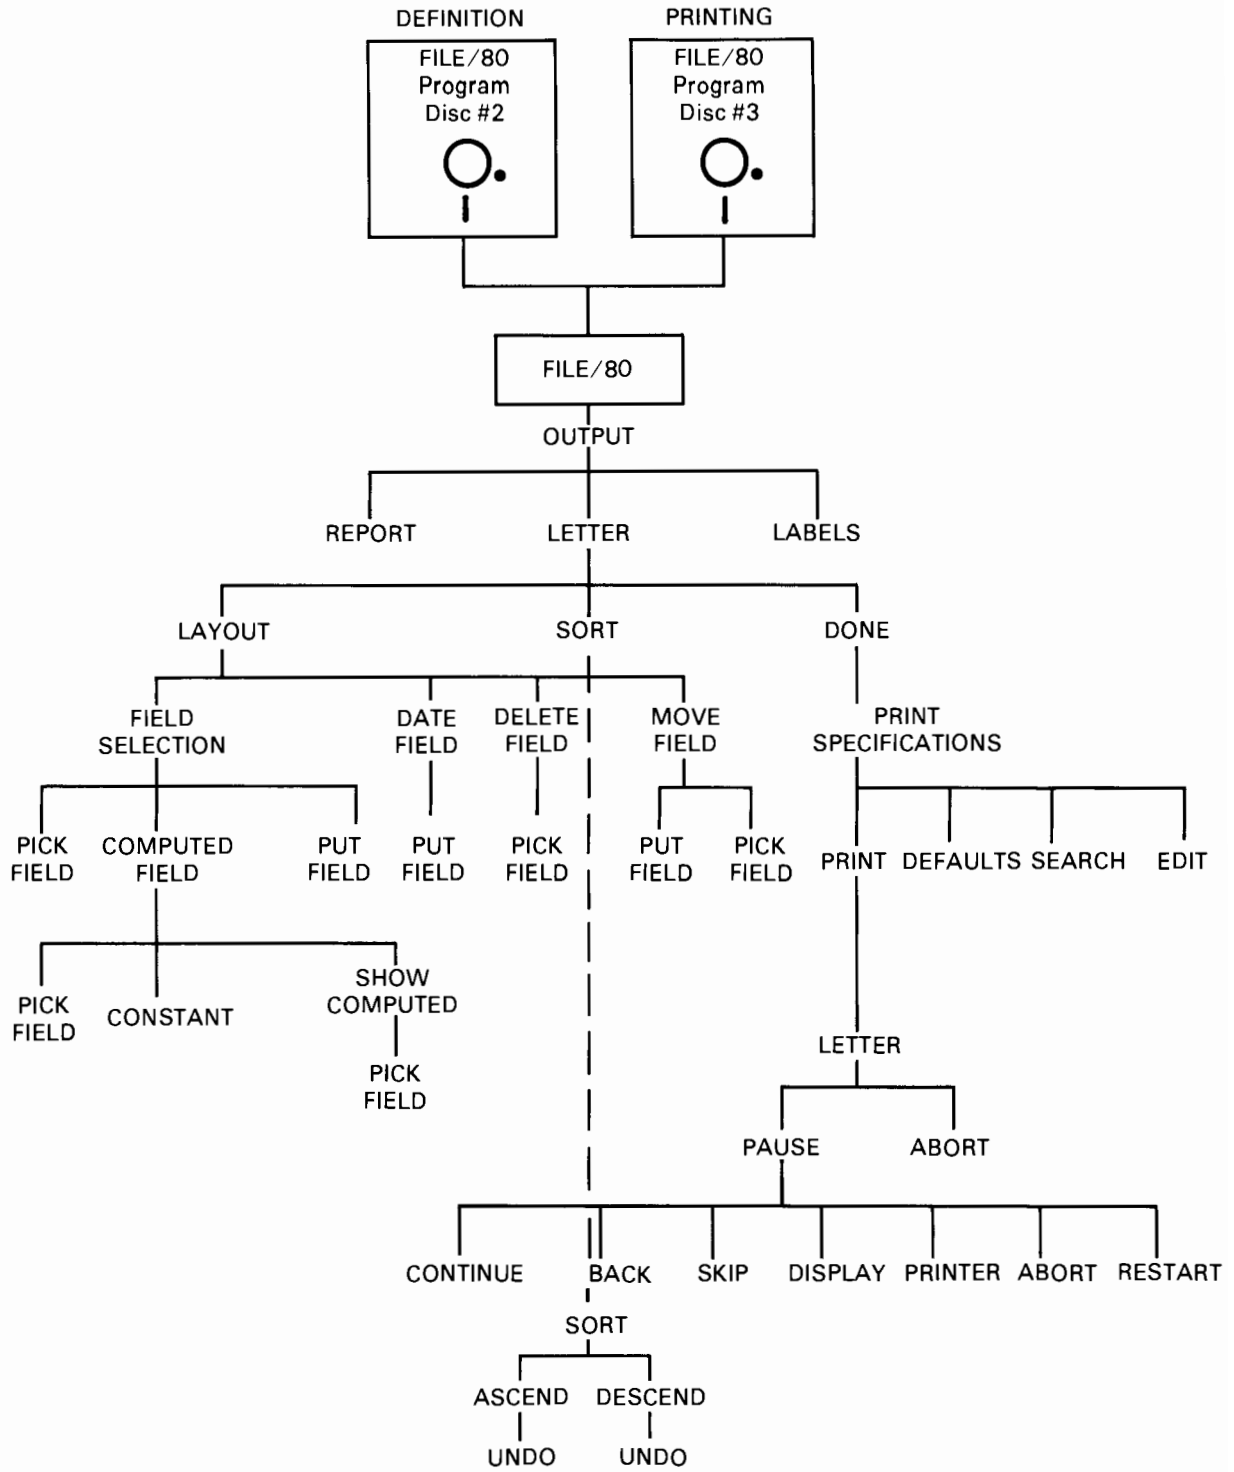 DEFINITION
PRINTING
FILE/80
Program
Disc #2
FILE/80
Program
Disc #3
FILE/80
OUTPUT
REPORT
LETTER
LABELS
LAYOUT
SORT
DONE
FIELD
SELECTION
DATE
FIELD
DELETE
FIELD
MOVE
FIELD
PRINT
SPECIFICATIONS
PICK
FIELD
COMPUTED
FIELD
PUT
FIELD
PUT
FIELD
PICK
FIELD
PUT
FIELD
PICK
FIELD
PRINT
DEFAULTS
SEARCH
EDIT
PICK
FIELD
CONSTANT
SHOW
COMPUTED
PICK
FIELD
LETTER
PAUSE
ABORT
CONTINUE
BACK
SKIP
DISPLAY
PRINTER
ABORT
RESTART
SORT
ASCEND
DESCEND
UNDO
UNDO